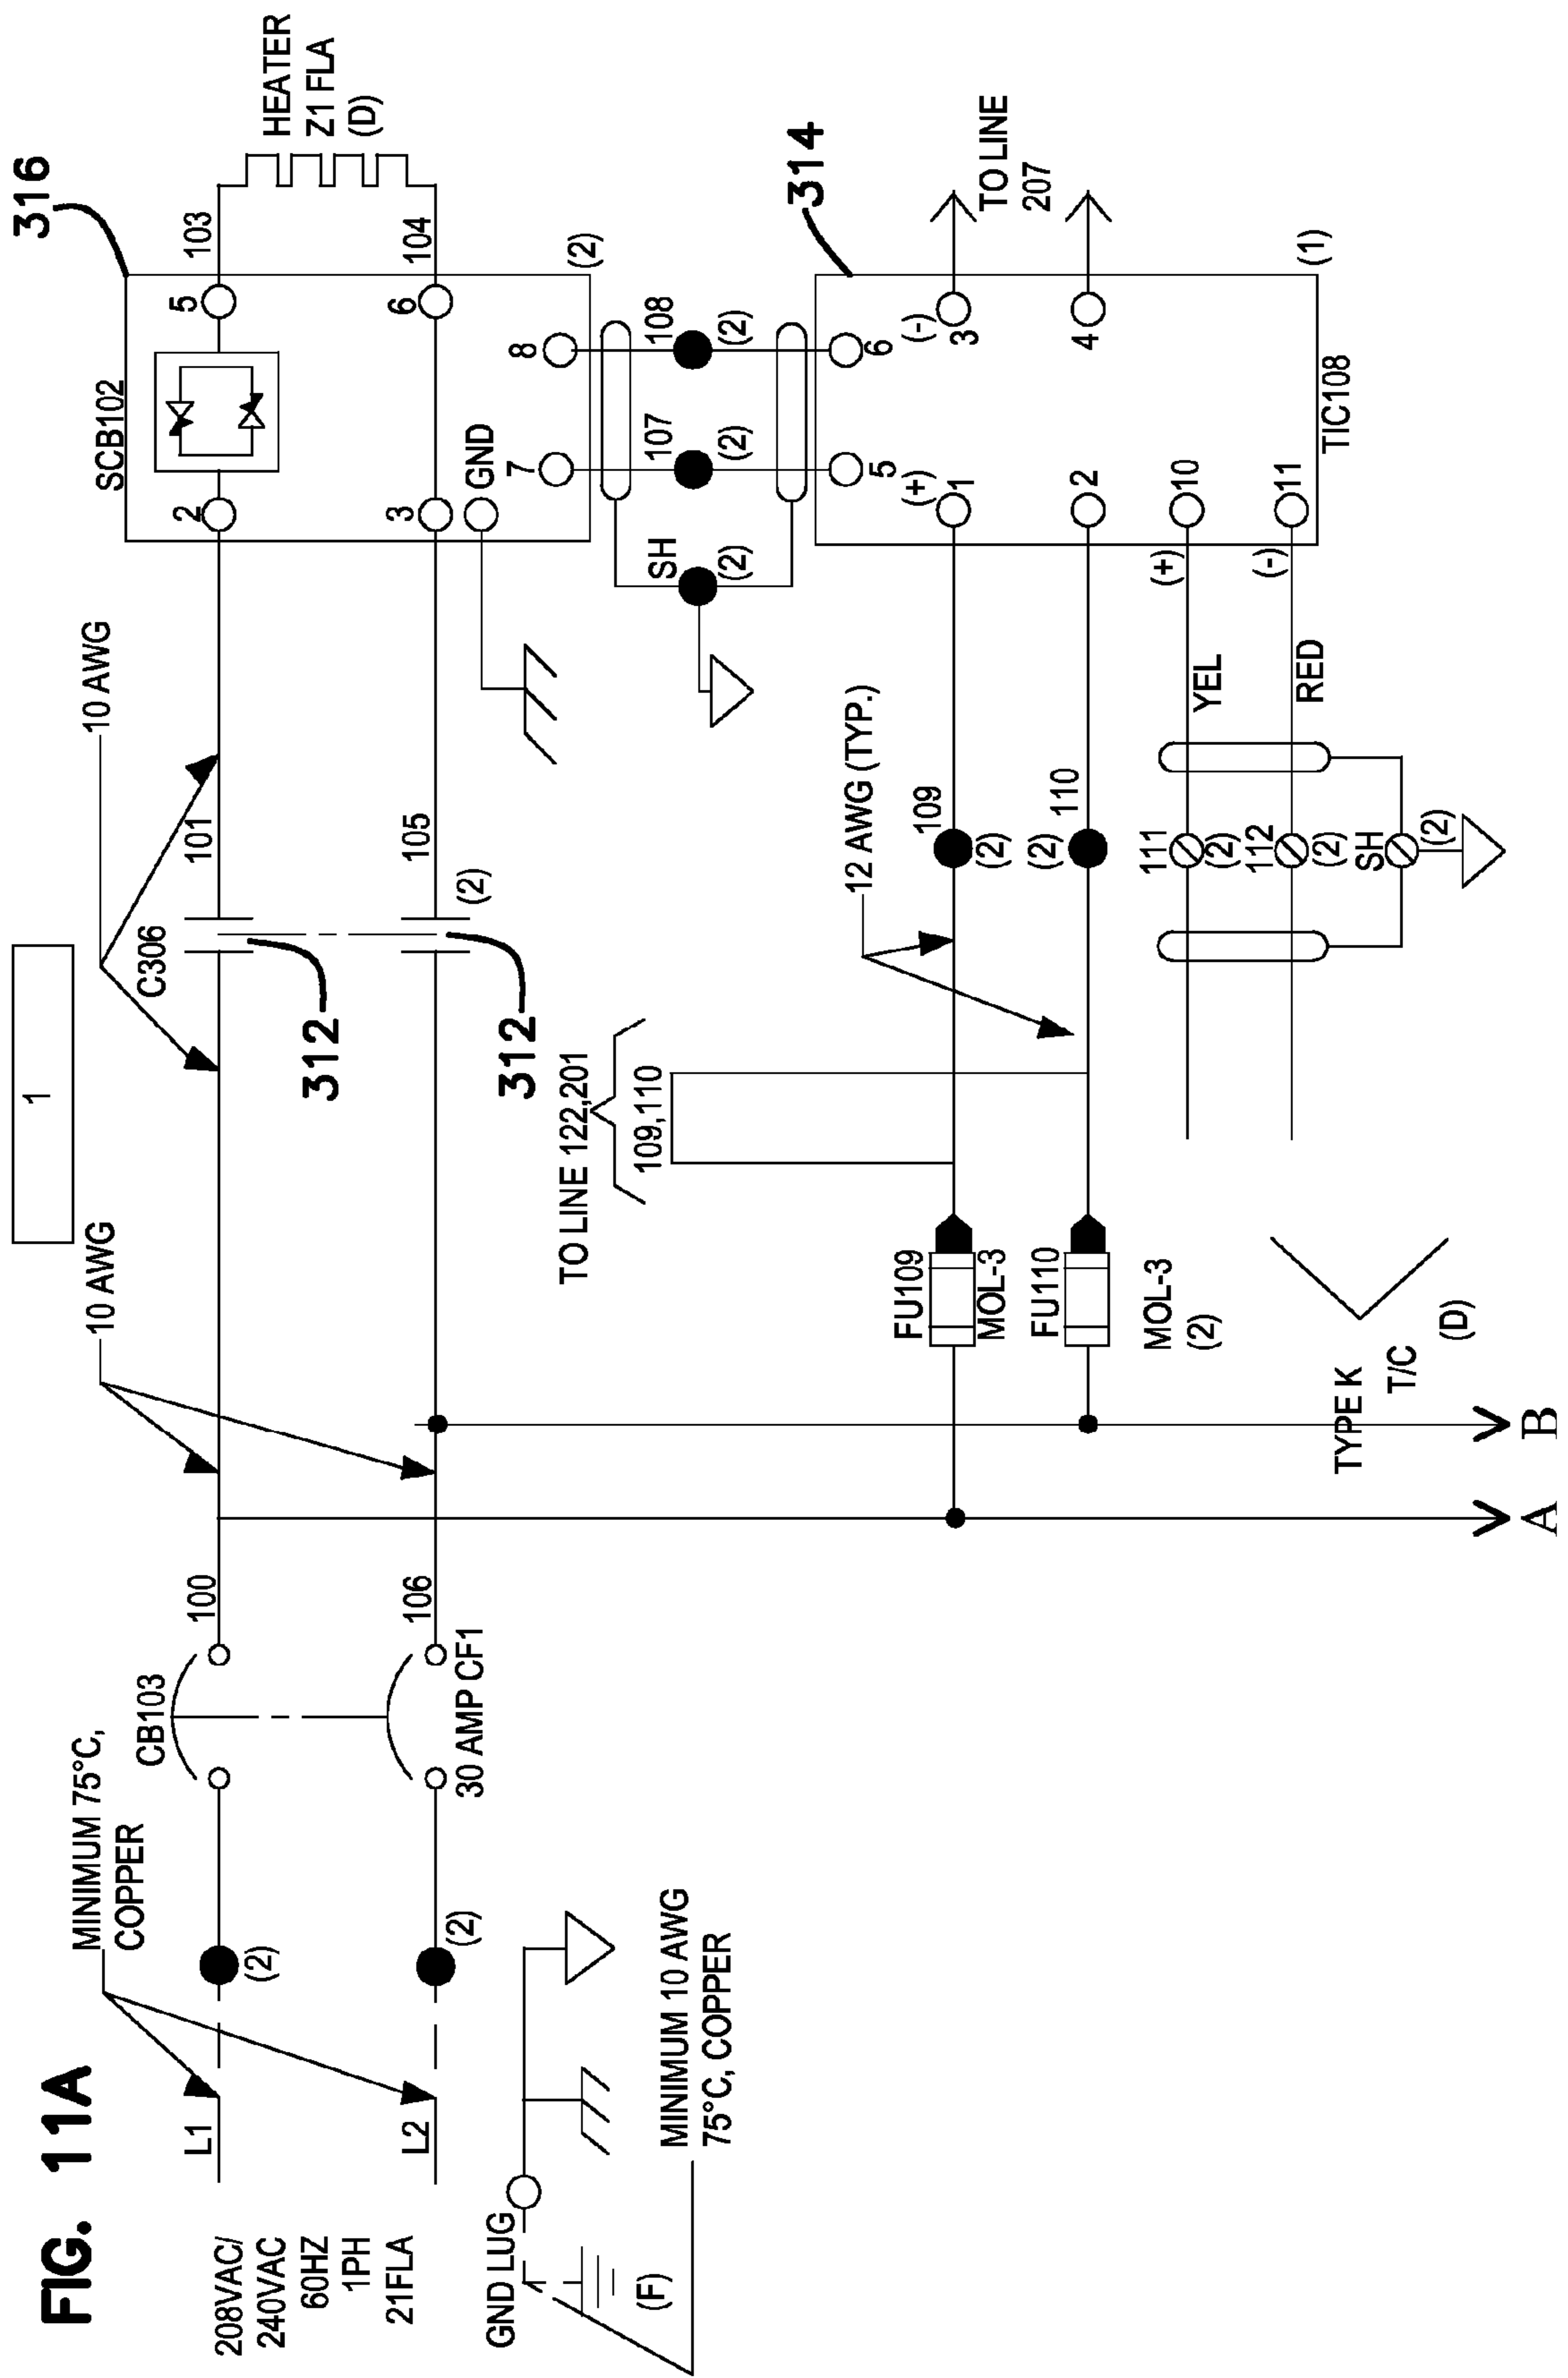 FIG. 11A
1
316
10 AWG
10 AWG
MINIMUM 75°C,
COPPER
SCB102
CB103
C306
HEATER
Z1 FLA
(D)
208VAC/
240VAC
60HZ
1PH
21FLA
L1
(2)
100
101
2
5
103
312
L2
(2)
30 AMP CF1
106
105
(2)
3
6
104
312
GND
GND LUG
(F)
MINIMUM 10 AWG
75°C, COPPER
7
8
(2)
SH
(2)
107
(2)
108
(2)
TO LINE 122,201
109,110
314
5
6
12 AWG (TYP.)
FU109
MOL-3
109
(2)
(+)
1
(-)
3
TO LINE
207
FU110
MOL-3
(2)
110
(2)
2
4
TYPE K
T/C
(D)
111
(2)
YEL
(+)
10
112
(2)
RED
(-)
11
SH
(2)
(1)
TIC108
A
B